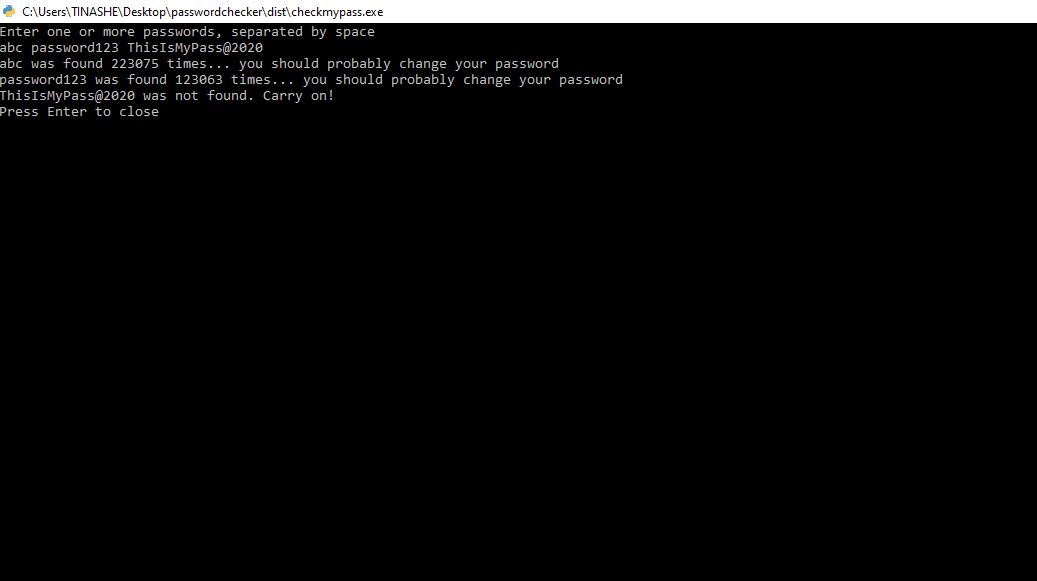 C:\Users\TINASHE\Desktop\passwordchecker\dist\checkmypass.exe
Enter one or more passwords, separated by space
abc password123 ThisIsMyPass@2020
abc was found 223075 times... you should probably change your password
password123 was found 123063 times... you should probably change your password
ThisIsMyPass@2020 was not found. Carry on!
Press Enter to close